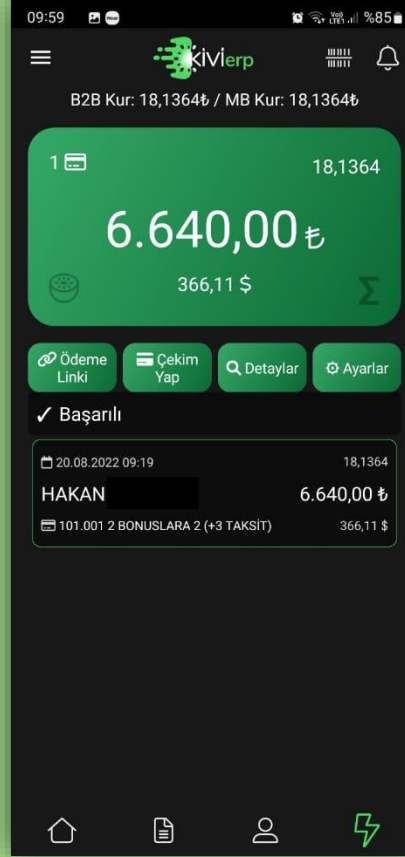 09:59 %85
kivierp
B2B Kur: 18,1364₺ / MB Kur: 18,1364₺
1 18,1364
6.640,00 ₺
366,11 $
Ödeme Linki
Çekim Yap
Detaylar
Ayarlar
✓ Başarılı
20.08.2022 09:19 18,1364
HAKAN 6.640,00 ₺
101.001 2 BONUSLARA 2 (+3 TAKSİT) 366,11 $